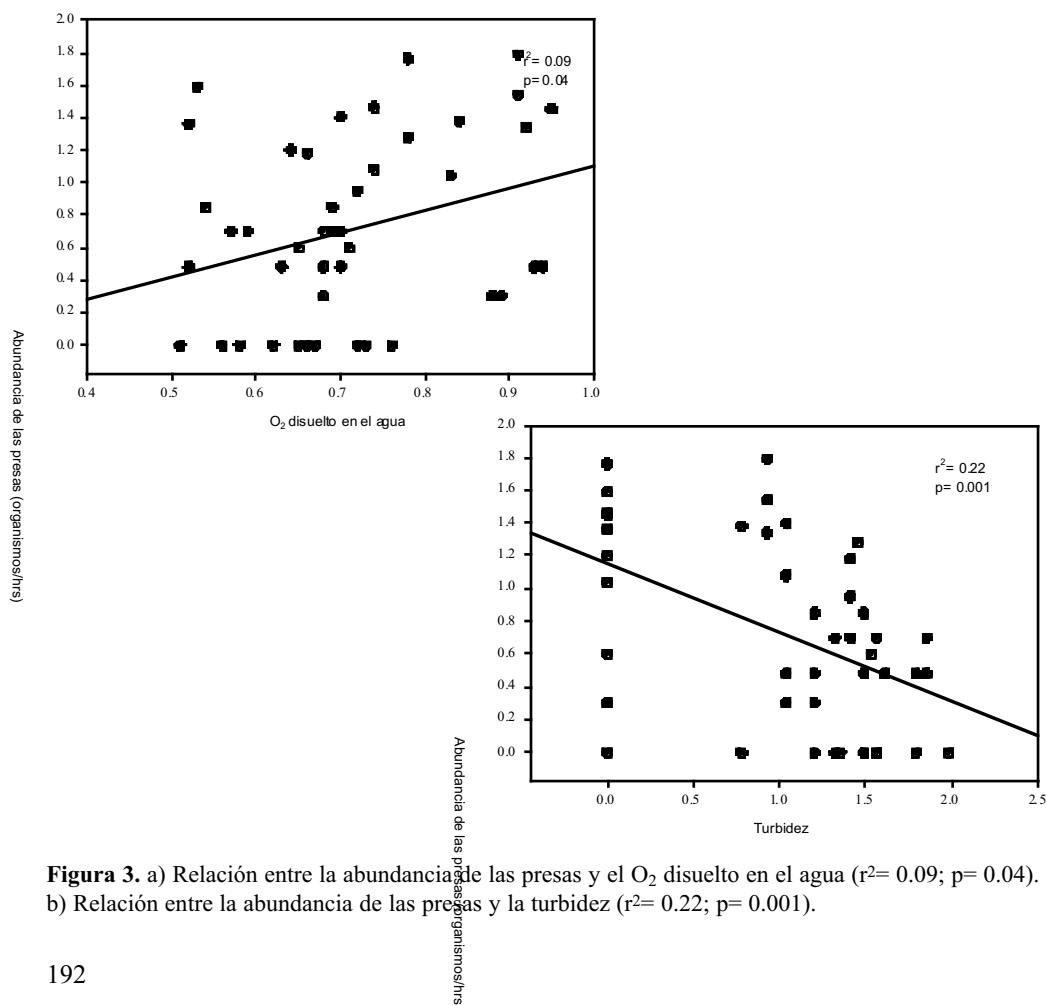 2.0
1.8
1.6
1.4
1.2
1.0
0.8
0.6
0.4
0.2
0.0
r²= 0.09
p=0.04
0.4 0.5 0.6 0.7 0.8 0.9 1.0
O₂ disuelto en el agua
Abundancia de las presas (organismos/hrs)
2.0
1.8
1.6
1.4
1.2
1.0
0.8
0.6
0.4
0.2
0.0
r²= 0.22
p= 0.001
0.0 0.5 1.0 1.5 2.0 2.5
Turbidez
Abundancia de las presas/organismos/hrs
Figura 3. a) Relación entre la abundancia de las presas y el O₂ disuelto en el agua (r²= 0.09; p= 0.04).
b) Relación entre la abundancia de las presas y la turbidez (r²= 0.22; p= 0.001).
192